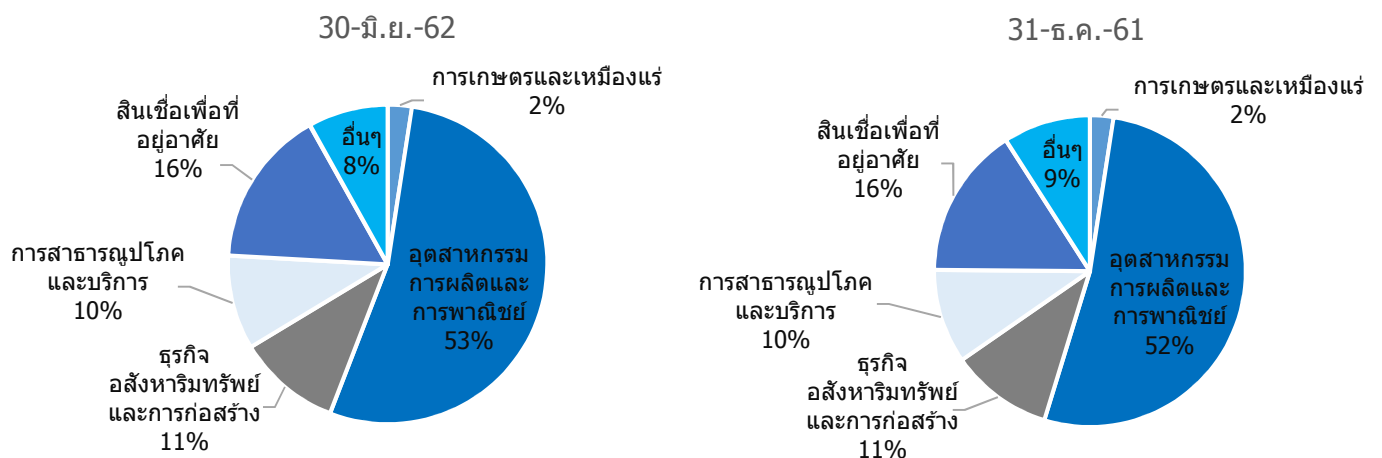 30-มิ.ย.-62
การเกษตรและเหมืองแร่
2%
อุตสาหกรรม
การผลิตและ
การพาณิชย์
53%
ธุรกิจ
อสังหาริมทรัพย์
และการก่อสร้าง
11%
การสาธารณูปโภค
และบริการ
10%
สินเชื่อเพื่อที่
อยู่อาศัย
16%
อื่นๆ
8%
31-ธ.ค.-61
การเกษตรและเหมืองแร่
2%
อุตสาหกรรม
การผลิตและ
การพาณิชย์
52%
ธุรกิจ
อสังหาริมทรัพย์
และการก่อสร้าง
11%
การสาธารณูปโภค
และบริการ
10%
สินเชื่อเพื่อที่
อยู่อาศัย
16%
อื่นๆ
9%